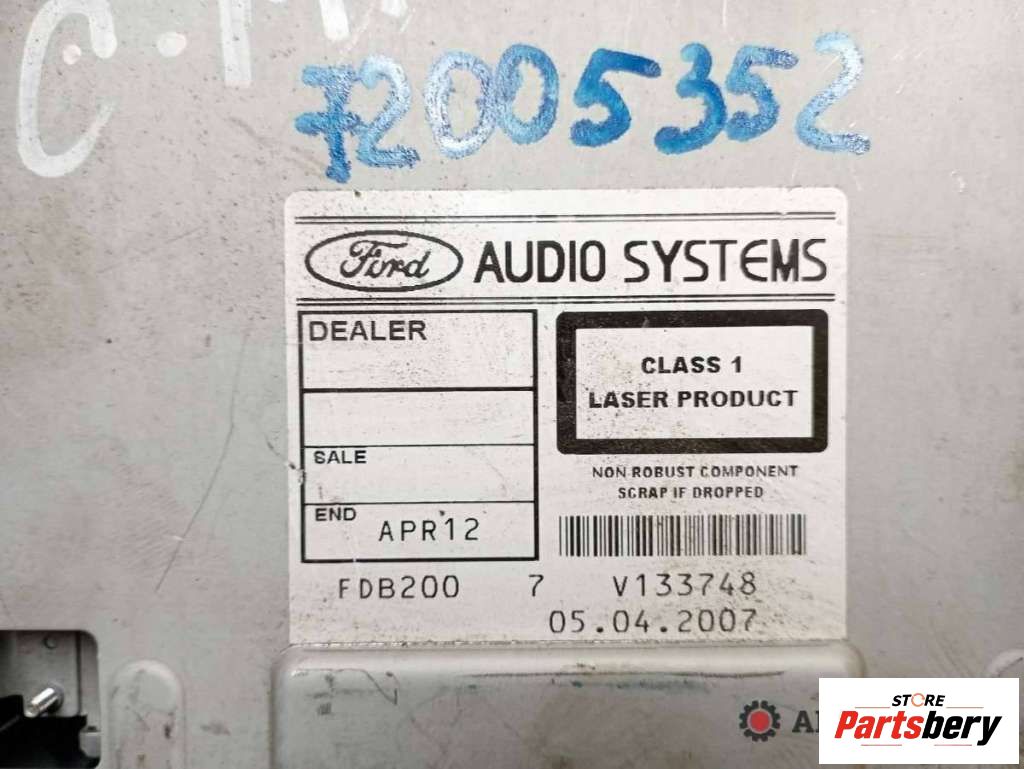 72005352
Ford AUDIO SYSTEMS
DEALER
CLASS 1
LASER PRODUCT
SALE
NON ROBUST COMPONENT
SCRAP IF DROPPED
END APR12
FDB200 7 V133748
05.04.2007
STORE
Partsbery